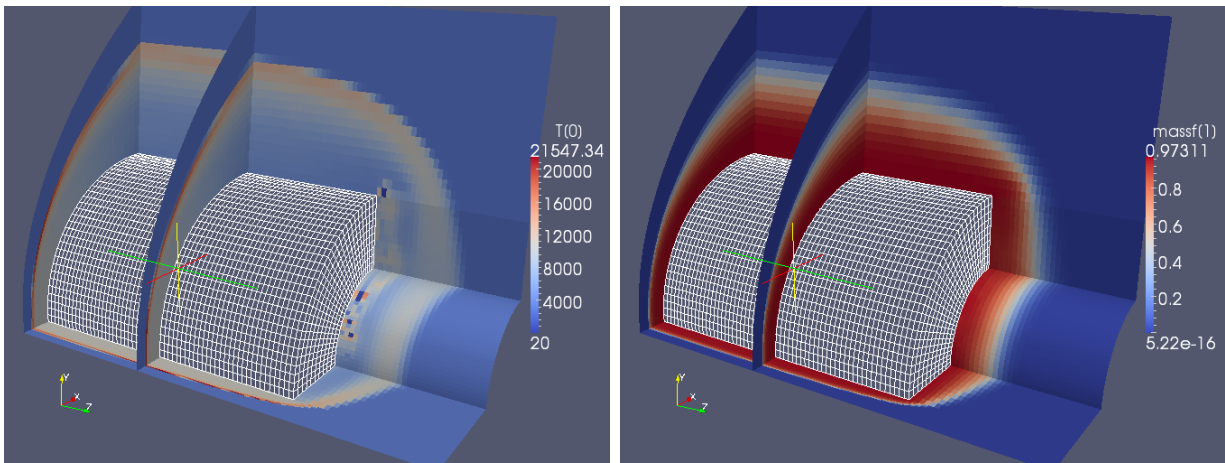 T(0)
21547.34
20000
16000
12000
8000
4000
20
Y
X
Z
massf(1)
0.97311
0.8
0.6
0.4
0.2
5.22e-16
Y
X
Z